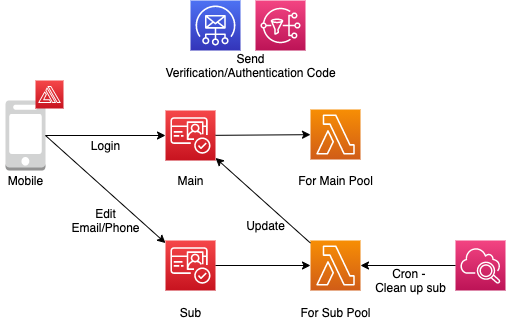 Send
Verification/Authentication Code
Login
Mobile
Main
For Main Pool
Edit
Email/Phone
Update
Cron -
Clean up sub
Sub
For Sub Pool